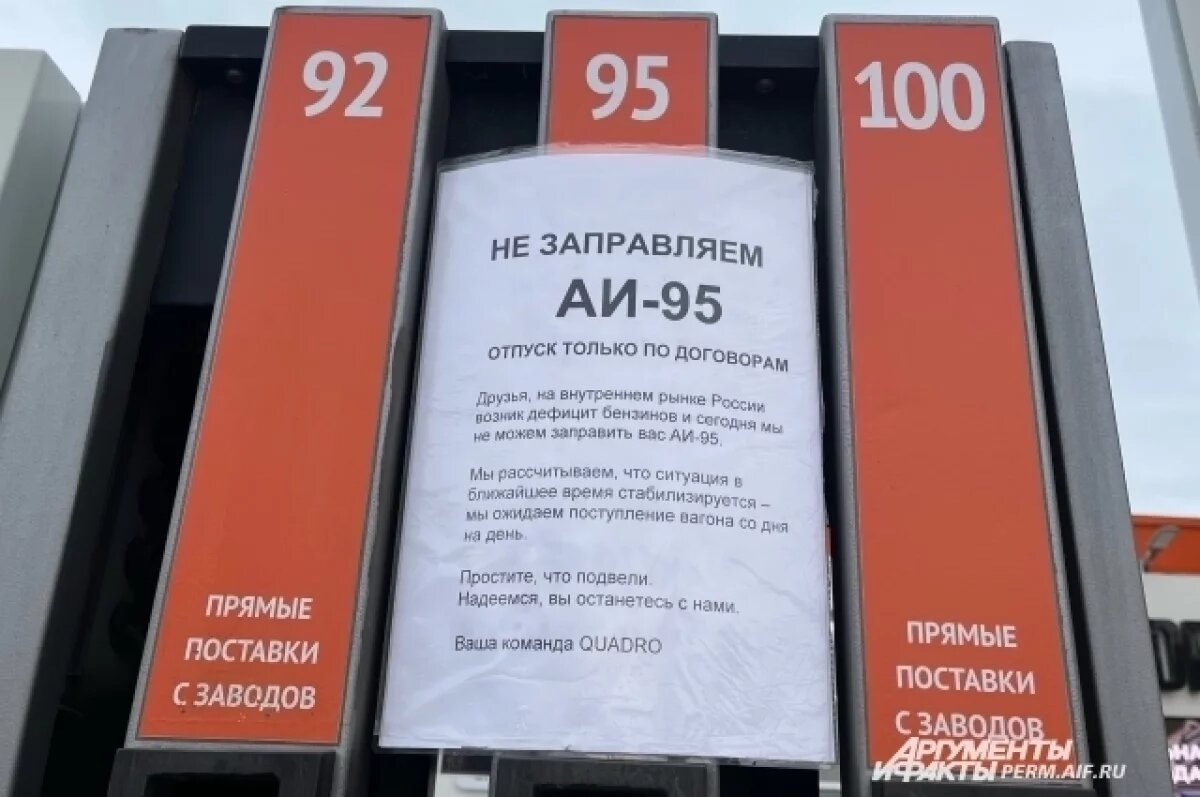 92
95
100
НЕ ЗАПРАВЛЯЕМ
АИ-95
ОТПУСК ТОЛЬКО ПО ДОГОВОРАМ
Друзья, на внутреннем рынке России
возник дефицит бензинов и сегодня мы
не можем заправить вас АИ-95.
Мы рассчитываем, что ситуация в
ближайшее время стабилизируется –
мы ожидаем поступление вагона со дня
на день.
Простите, что подвели.
Надеемся, вы останетесь с нами.
Ваша команда QUADRO
ПРЯМЫЕ
ПОСТАВКИ
С ЗАВОДОВ
ПРЯМЫЕ
ПОСТАВКИ
С ЗАВОДОВ
АРГУМЕНТЫ
И ФАКТЫ PERM.AIF.RU